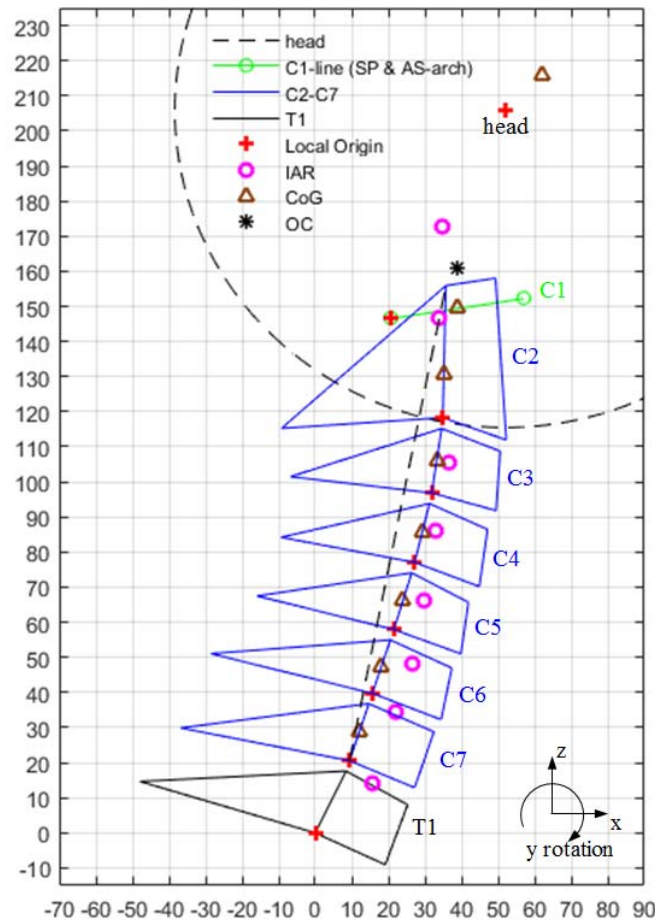 230
220
210
200
190
180
170
160
150
140
130
120
110
100
90
80
70
60
50
40
30
20
10
0
-10
head
C1-line (SP & AS-arch)
C2-C7
T1
Local Origin
IAR
CoG
OC
head
C1
C2
C3
C4
C5
C6
C7
T1
z
x
y rotation
-70 -60 -50 -40 -30 -20 -10 0 10 20 30 40 50 60 70 80 90